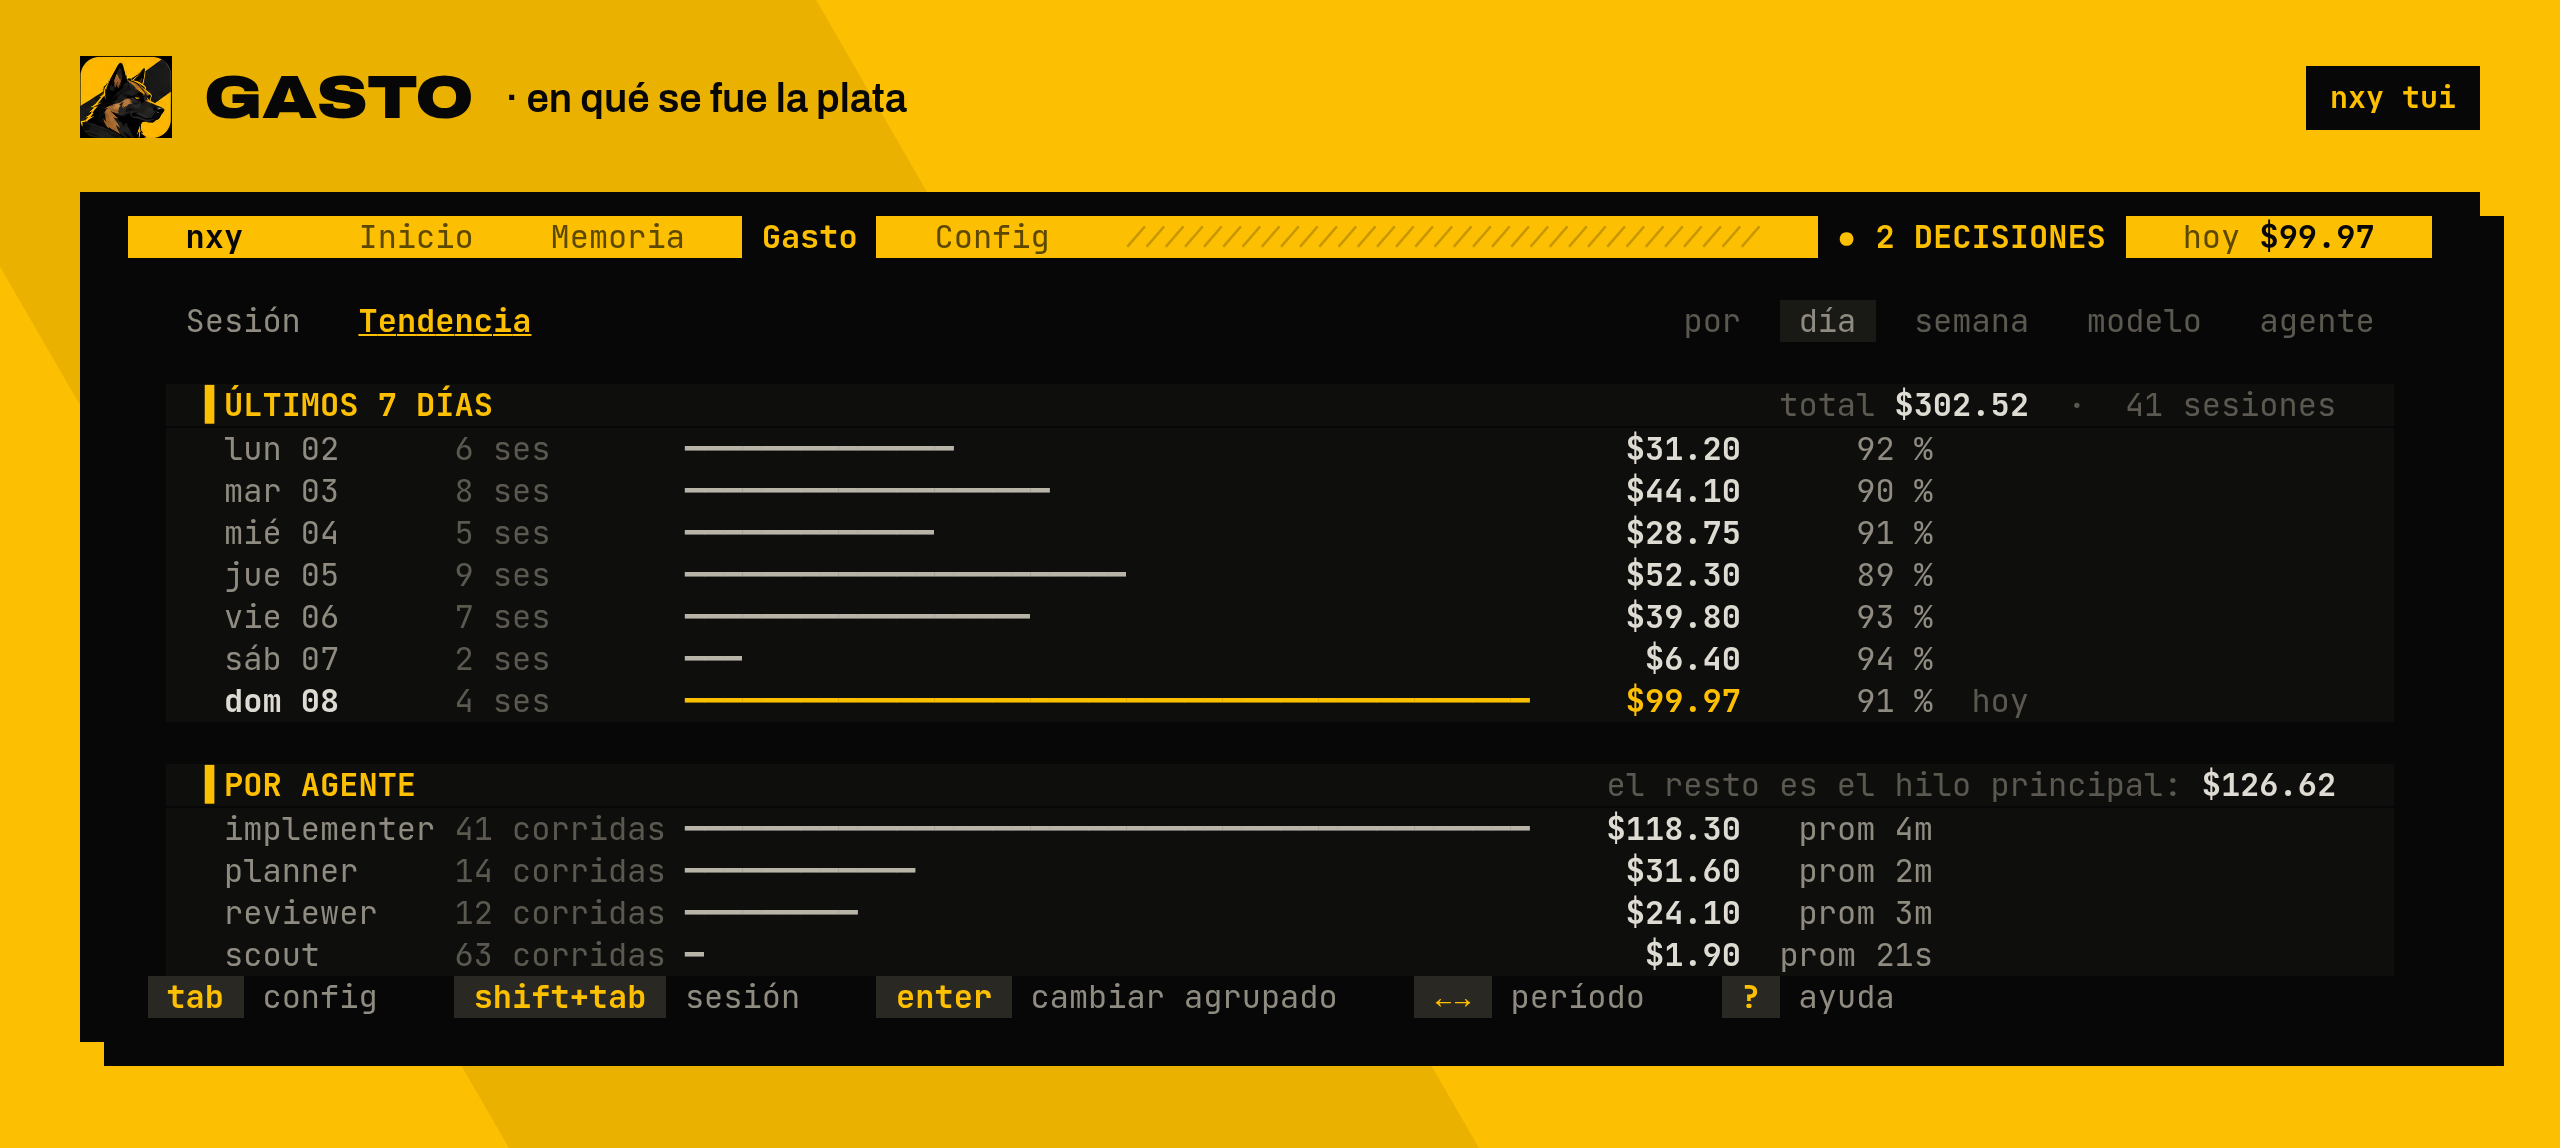 GASTO · en qué se fue la plata nxy tui
nxy Inicio Memoria Gasto Config ///////////////////////////////// ● 2 DECISIONES hoy $99.97
Sesión Tendencia por día semana modelo agente
ÚLTIMOS 7 DÍAS total $302.52 · 41 sesiones
lun 02 6 ses $31.20 92 %
mar 03 8 ses $44.10 90 %
mié 04 5 ses $28.75 91 %
jue 05 9 ses $52.30 89 %
vie 06 7 ses $39.80 93 %
sáb 07 2 ses $6.40 94 %
dom 08 4 ses $99.97 91 % hoy
POR AGENTE el resto es el hilo principal: $126.62
implementer 41 corridas $118.30 prom 4m
planner 14 corridas $31.60 prom 2m
reviewer 12 corridas $24.10 prom 3m
scout 63 corridas $1.90 prom 21s
tab config shift+tab sesión enter cambiar agrupado ←→ período ? ayuda